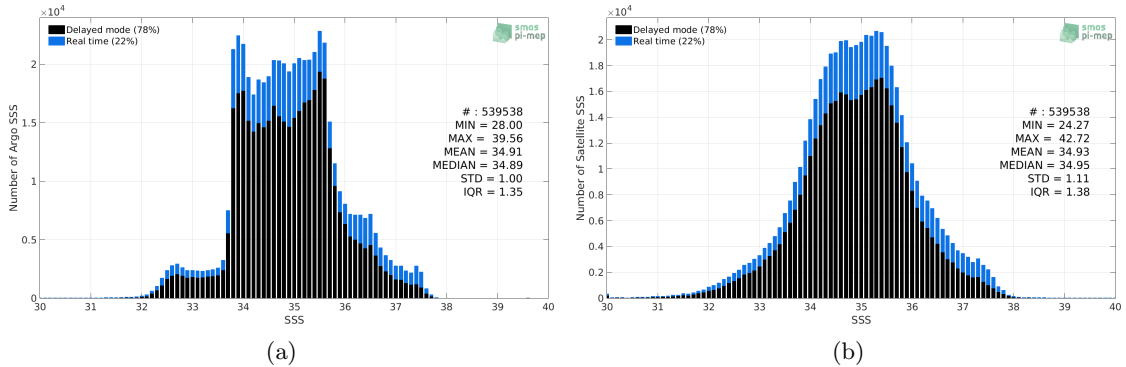 ×10⁴
Delayed mode (78%)
Real time (22%)
smos
pi-mep
2
1.5
1
0.5
0
Number of Argo SSS
# : 539538
MIN = 28.00
MAX = 39.56
MEAN = 34.91
MEDIAN = 34.89
STD = 1.00
IQR = 1.35
30 31 32 33 34 35 36 37 38 39 40
SSS
(a)
×10⁴
Delayed mode (78%)
Real time (22%)
smos
pi-mep
2
1.8
1.6
1.4
1.2
1
0.8
0.6
0.4
0.2
0
Number of Satellite SSS
# : 539538
MIN = 24.27
MAX = 42.72
MEAN = 34.93
MEDIAN = 34.95
STD = 1.11
IQR = 1.38
30 31 32 33 34 35 36 37 38 39 40
SSS
(b)